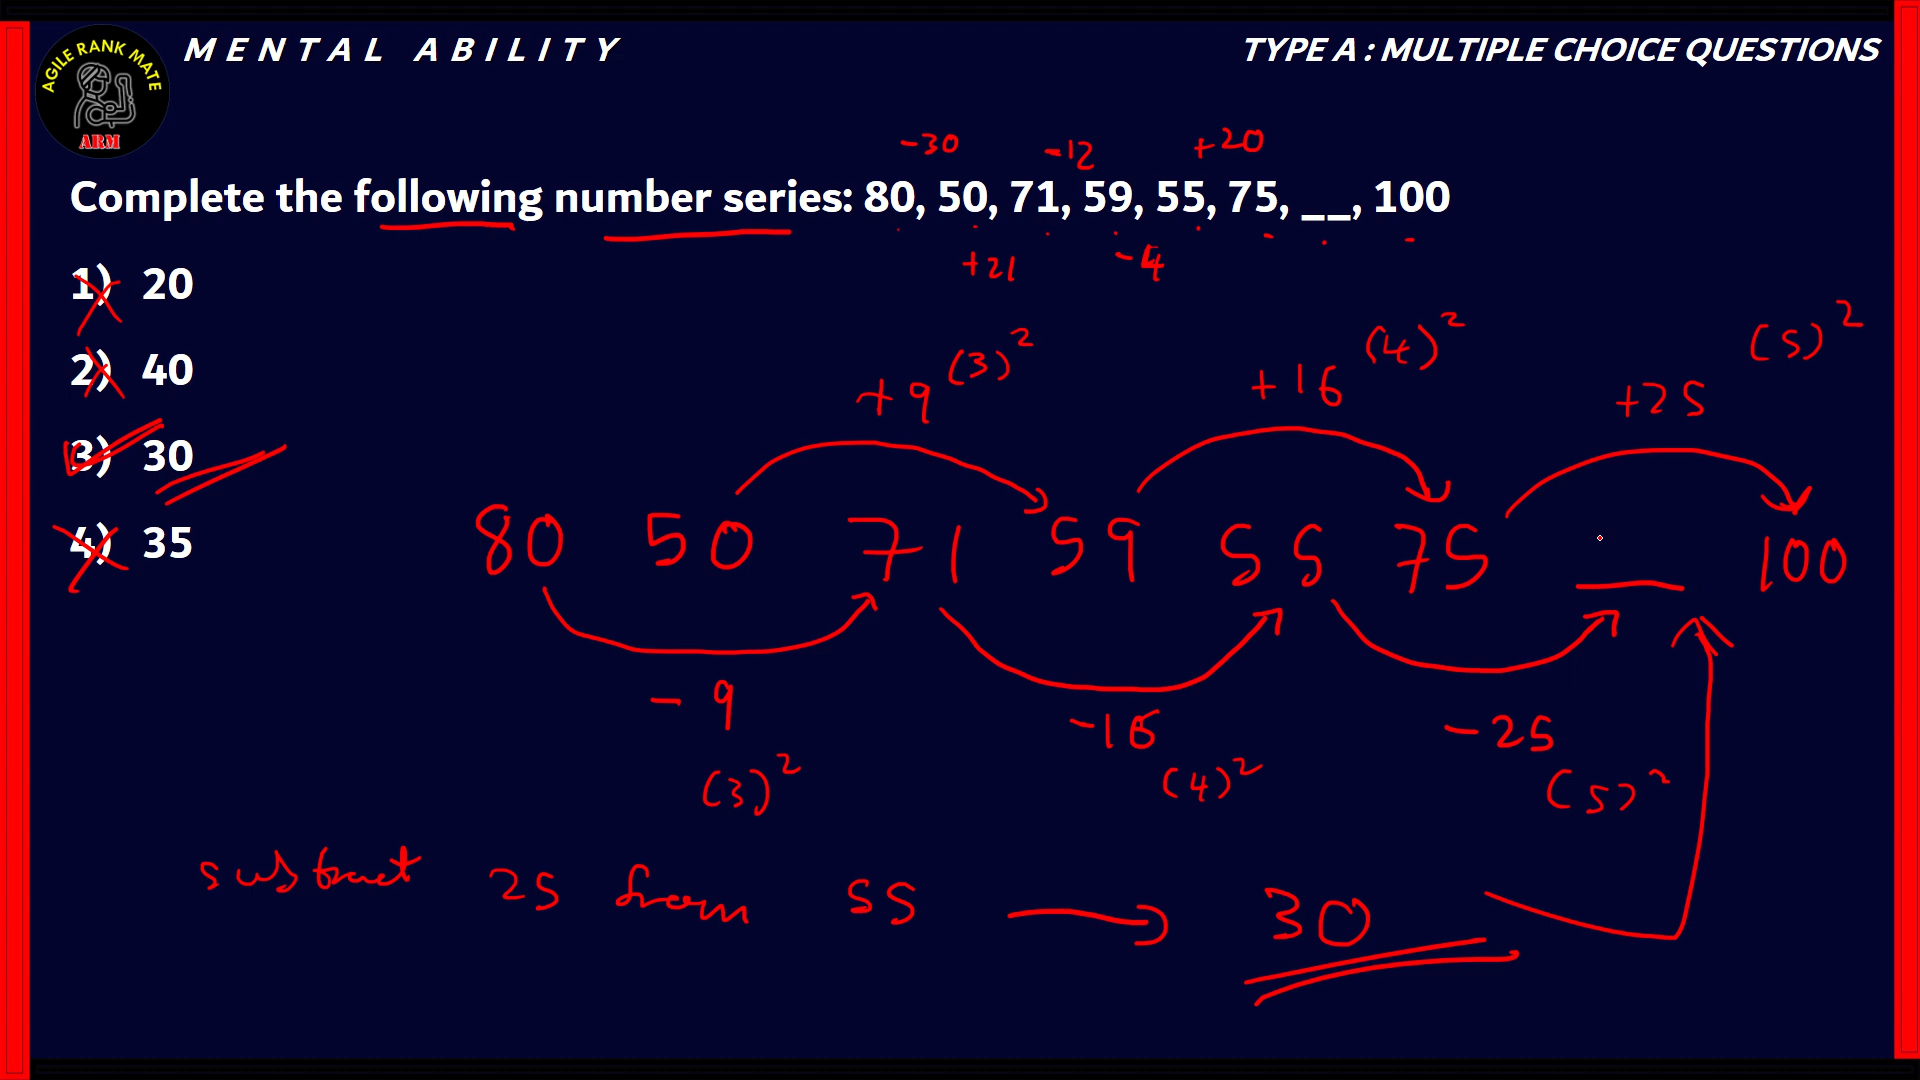 AGILE RANK MATE
ARM
MENTAL ABILITY
TYPE A : MULTIPLE CHOICE QUESTIONS
-30 -12 +20
Complete the following number series: 80, 50, 71, 59, 55, 75, __, 100
+21 -4
1) 20
2) 40
3) 30
4) 35
+9 (3)² +16 (4)² +25 (5)²
80 50 71 59 55 75 __ 100
-9 -16 -25
(3)² (4)² (5)²
subtract 25 from 55 → 30